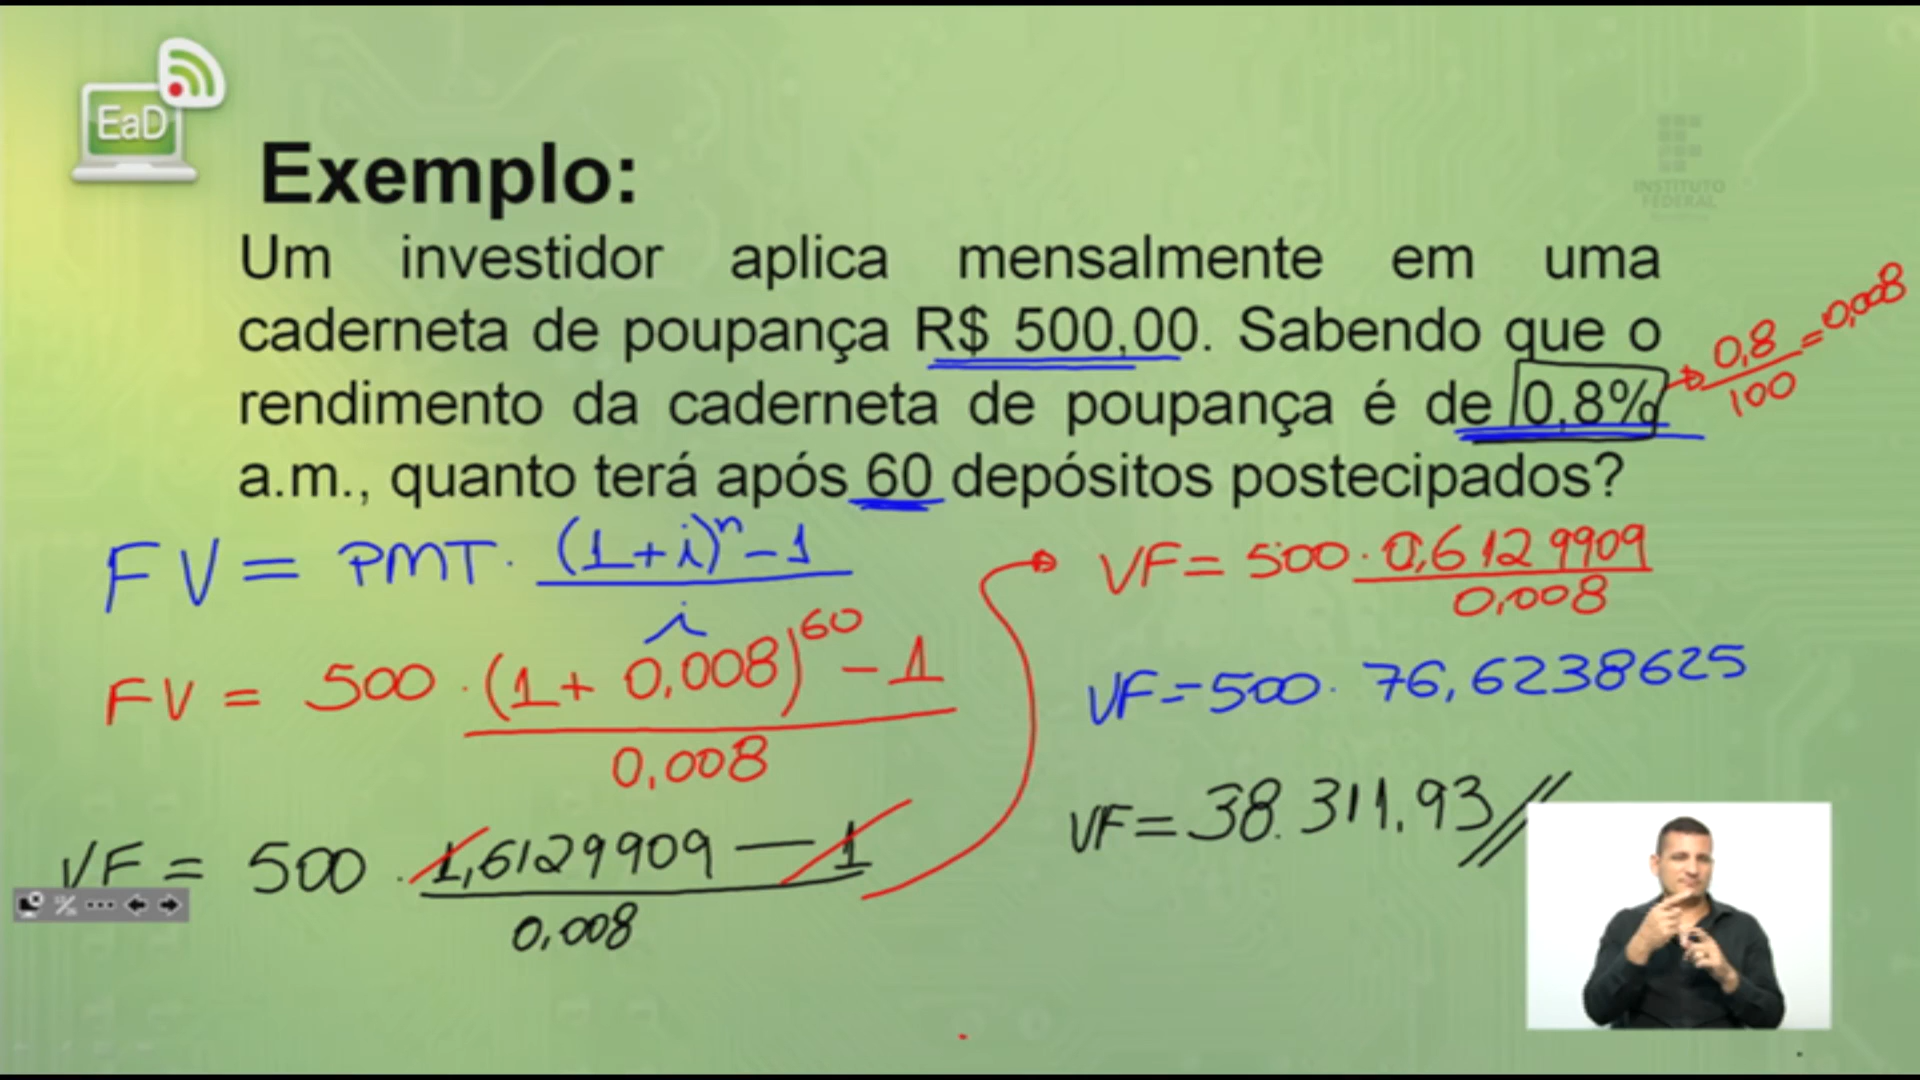 EaD
Exemplo:
INSTITUTO
FEDERAL
Um investidor aplica mensalmente em uma
caderneta de poupança R$ 500,00. Sabendo que o
rendimento da caderneta de poupança é de 0,8%
a.m., quanto terá após 60 depósitos postecipados?
0,8/100 = 0,008
FV = PMT · ((1+i)^n - 1)/i
FV = 500 · ((1 + 0,008)^60 - 1)/0,008
VF = 500 · (1,6129909 - 1)/0,008
VF = 500 · 0,6129909/0,008
VF = 500 · 76,6238625
VF = 38.311,93